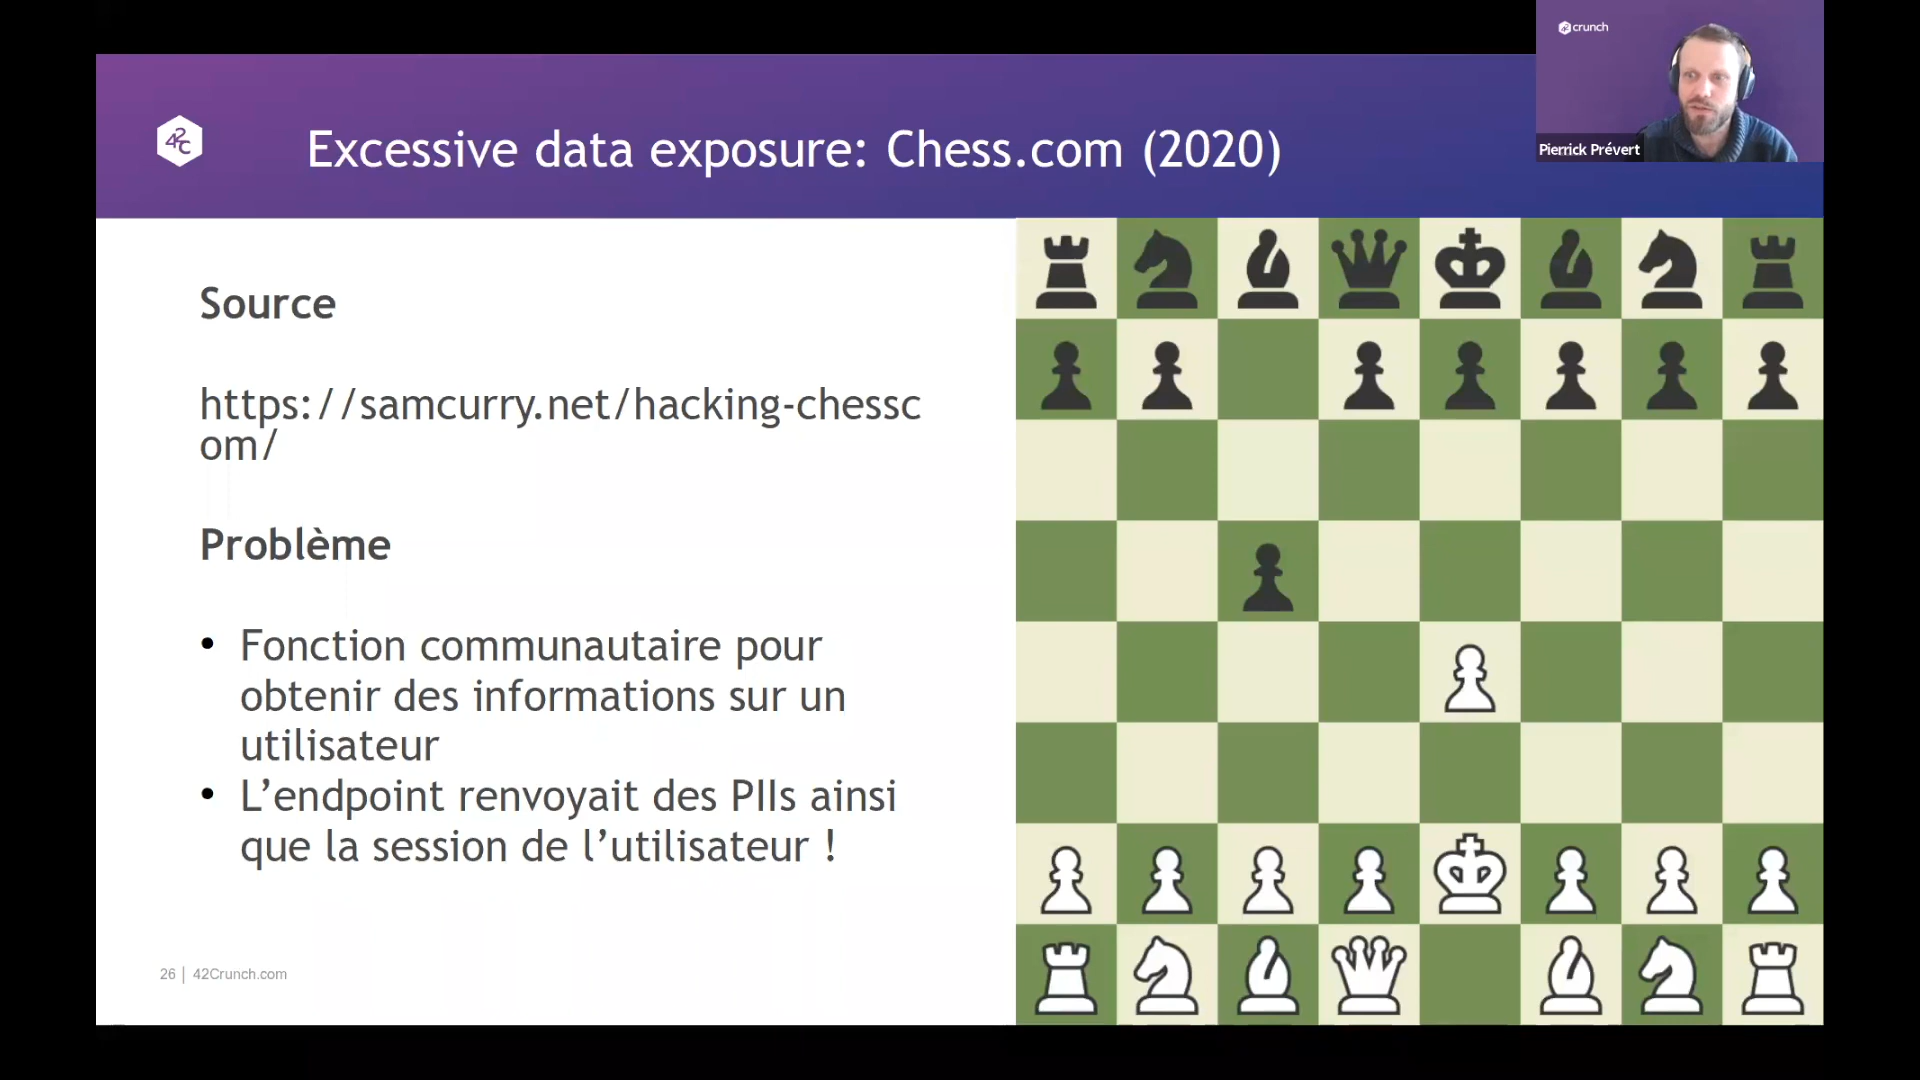 crunch
Pierrick Prévert
42C
Excessive data exposure: Chess.com (2020)
Source
https://samcurry.net/hacking-chessc
om/
Problème
• Fonction communautaire pour
obtenir des informations sur un
utilisateur
• L’endpoint renvoyait des PIIs ainsi
que la session de l’utilisateur !
26 | 42Crunch.com